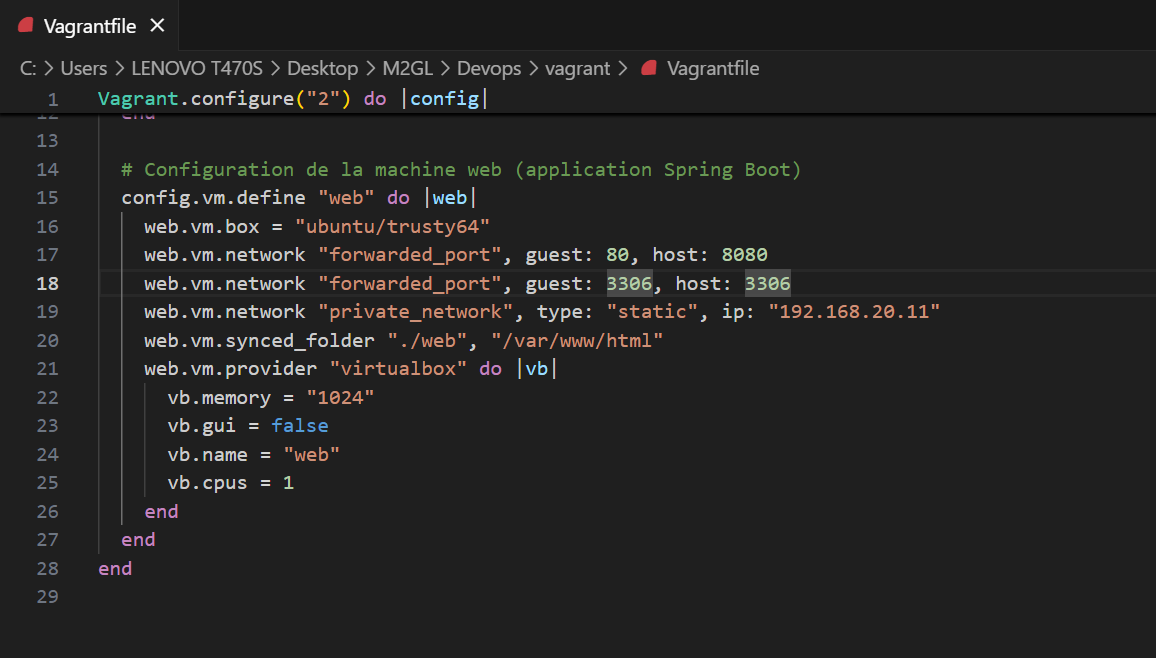 Vagrantfile
C: > Users > LENOVO T470S > Desktop > M2GL > Devops > vagrant > Vagrantfile
1 Vagrant.configure("2") do |config|
12 end
13
14 # Configuration de la machine web (application Spring Boot)
15 config.vm.define "web" do |web|
16 web.vm.box = "ubuntu/trusty64"
17 web.vm.network "forwarded_port", guest: 80, host: 8080
18 web.vm.network "forwarded_port", guest: 3306, host: 3306
19 web.vm.network "private_network", type: "static", ip: "192.168.20.11"
20 web.vm.synced_folder "./web", "/var/www/html"
21 web.vm.provider "virtualbox" do |vb|
22 vb.memory = "1024"
23 vb.gui = false
24 vb.name = "web"
25 vb.cpus = 1
26 end
27 end
28 end
29